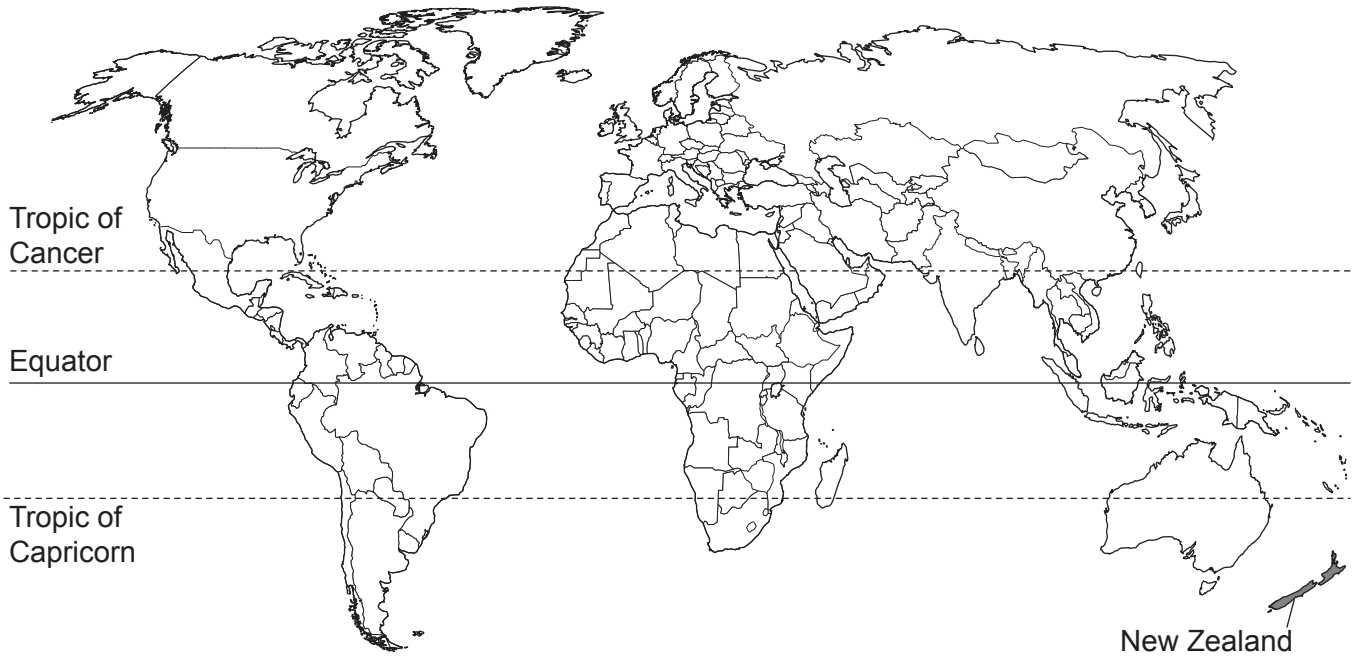 Tropic of
Cancer
Equator
Tropic of
Capricorn
New Zealand